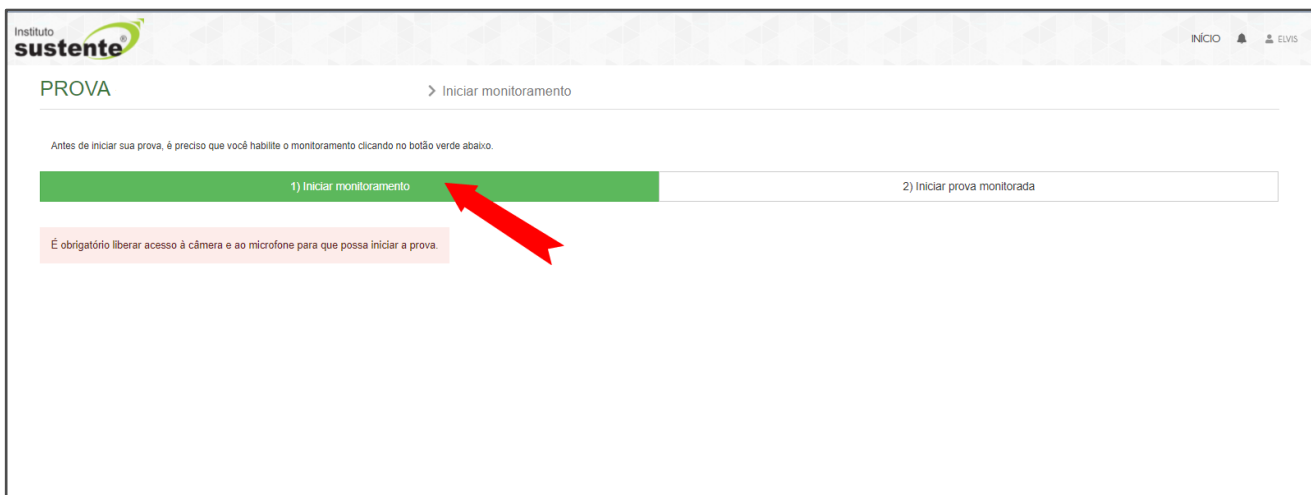 Instituto
sustente®
INÍCIO
ELVIS
PROVA
Iniciar monitoramento
Antes de iniciar sua prova, é preciso que você habilite o monitoramento clicando no botão verde abaixo.
1) Iniciar monitoramento
2) Iniciar prova monitorada
É obrigatório liberar acesso à câmera e ao microfone para que possa iniciar a prova.